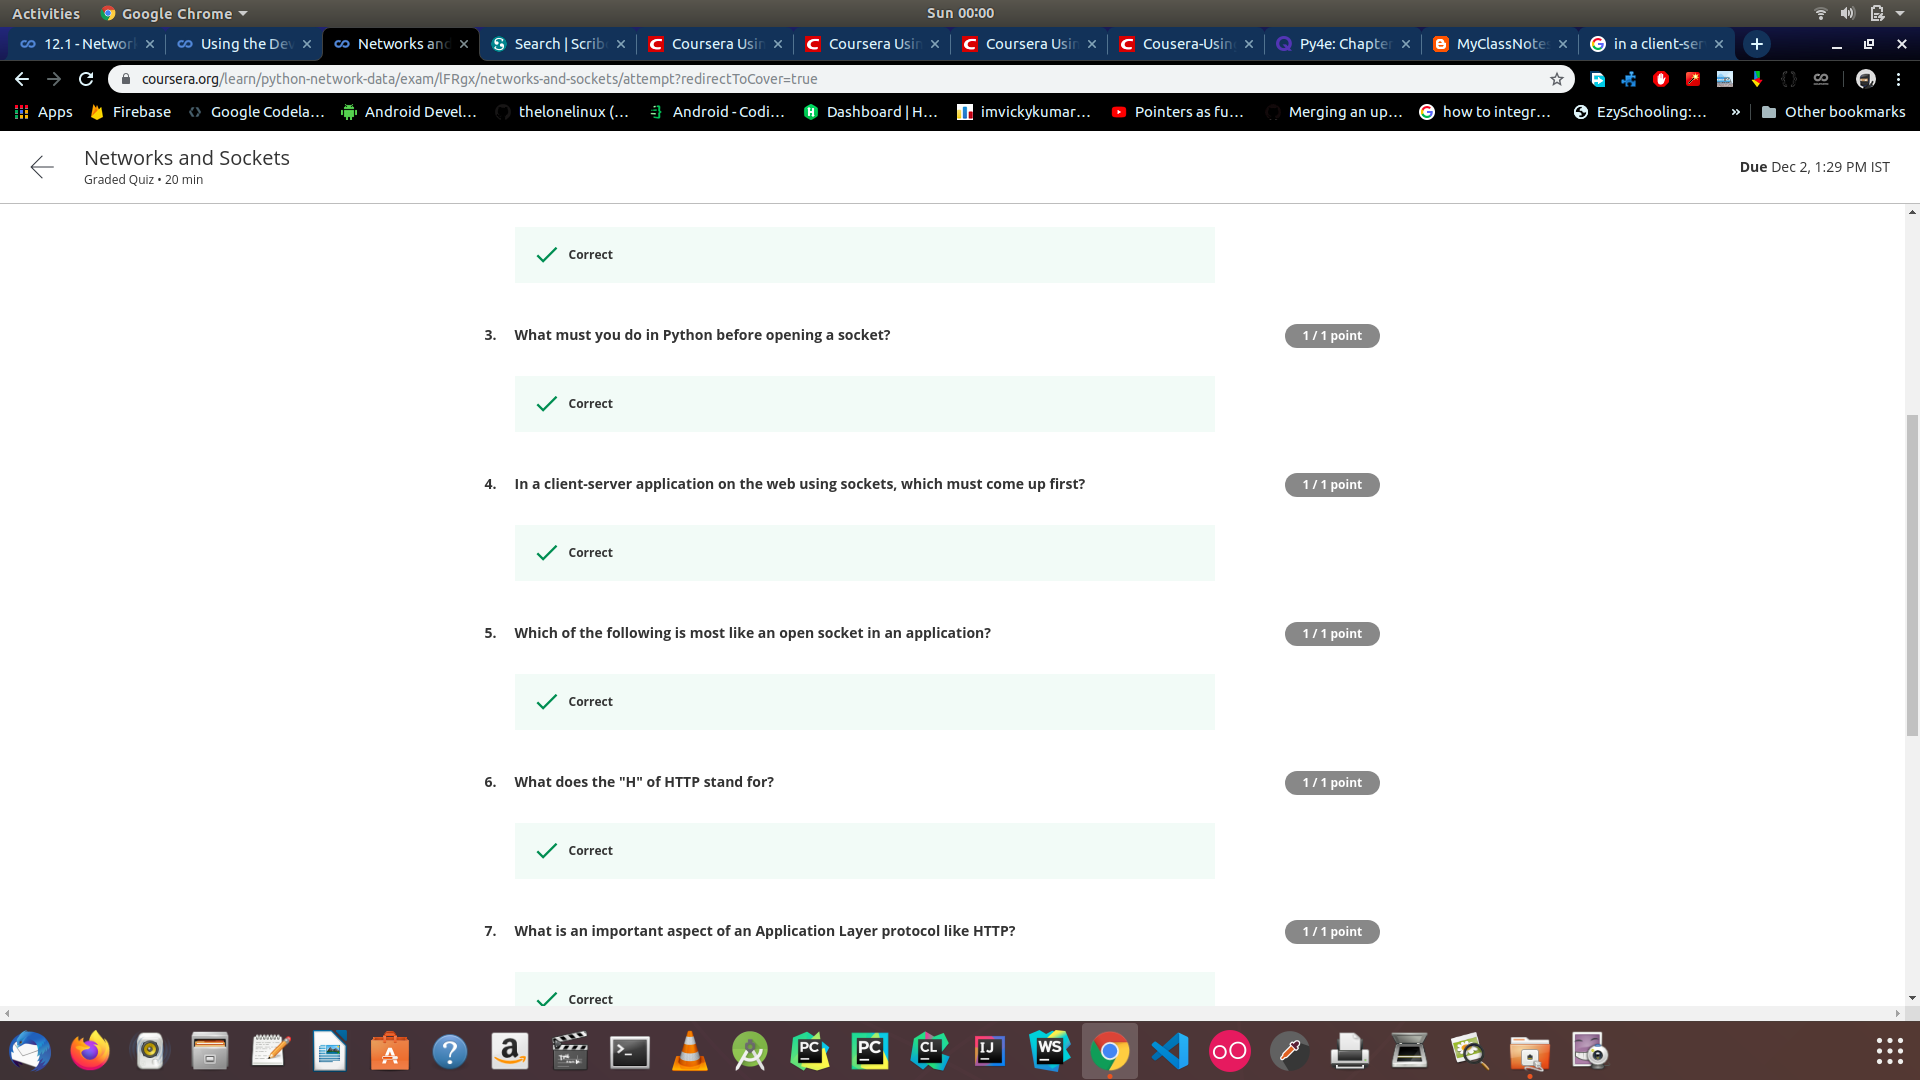 Activities
Google Chrome
Sun 00:00
12.1 - Networ
Using the Dev
Networks and
Search | Scrib
Coursera Usin
Coursera Usin
Coursera Usin
Cousera-Using
Py4e: Chapte
MyClassNotes
in a client-ser
coursera.org/learn/python-network-data/exam/lFRgx/networks-and-sockets/attempt?redirectToCover=true
Apps
Firebase
Google Codela...
Android Devel...
thelonelinux (...
Android - Codi...
Dashboard | H...
imvickykumar...
Pointers as fu...
Merging an up...
how to integr...
EzySchooling:...
»
Other bookmarks
Networks and Sockets
Graded Quiz • 20 min
Due Dec 2, 1:29 PM IST
Correct
3. What must you do in Python before opening a socket?
1 / 1 point
Correct
4. In a client-server application on the web using sockets, which must come up first?
1 / 1 point
Correct
5. Which of the following is most like an open socket in an application?
1 / 1 point
Correct
6. What does the "H" of HTTP stand for?
1 / 1 point
Correct
7. What is an important aspect of an Application Layer protocol like HTTP?
1 / 1 point
Correct